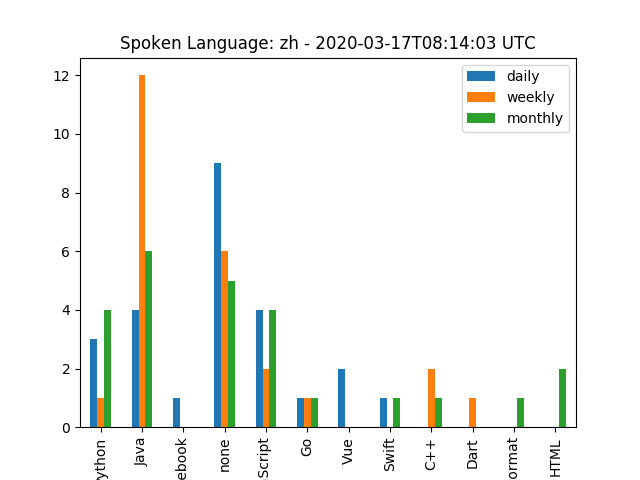 Spoken Language: zh - 2020-03-17T08:14:03 UTC
12
10
8
6
4
2
0
daily
weekly
monthly
ython
Java
ebook
none
Script
Go
Vue
Swift
C++
Dart
ormat
HTML